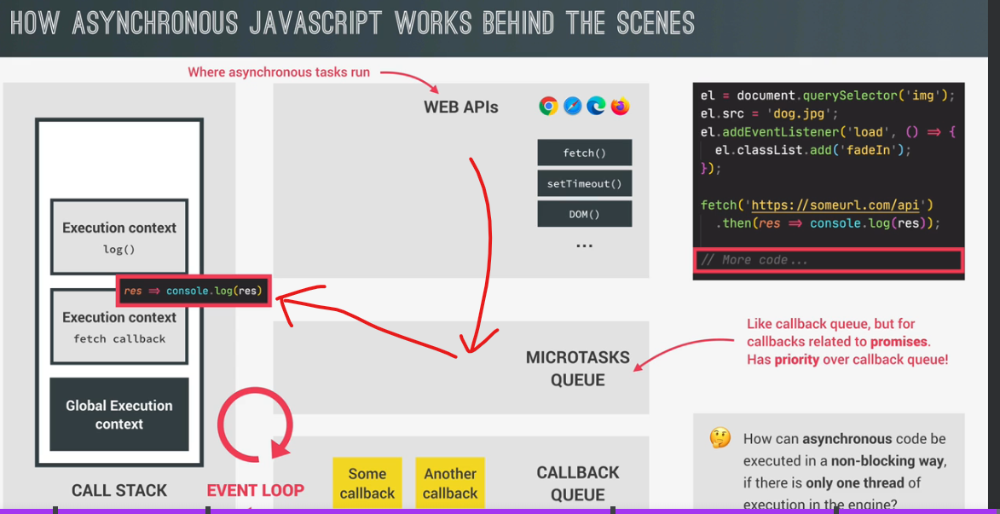 HOW ASYNCHRONOUS JAVASCRIPT WORKS BEHIND THE SCENES
Where asynchronous tasks run
WEB APIs
fetch()
setTimeout()
DOM()
...
Execution context
log()
res => console.log(res)
Execution context
fetch callback
Global Execution
context
CALL STACK
EVENT LOOP
MICROTASKS
QUEUE
Some
callback
Another
callback
CALLBACK
QUEUE
el = document.querySelector('img');
el.src = 'dog.jpg';
el.addEventListener('load', () => {
el.classList.add('fadeIn');
});
fetch('https://someurl.com/api')
.then(res => console.log(res));
// More code...
Like callback queue, but for
callbacks related to promises.
Has priority over callback queue!
How can asynchronous code be
executed in a non-blocking way,
if there is only one thread of
execution in the engine?